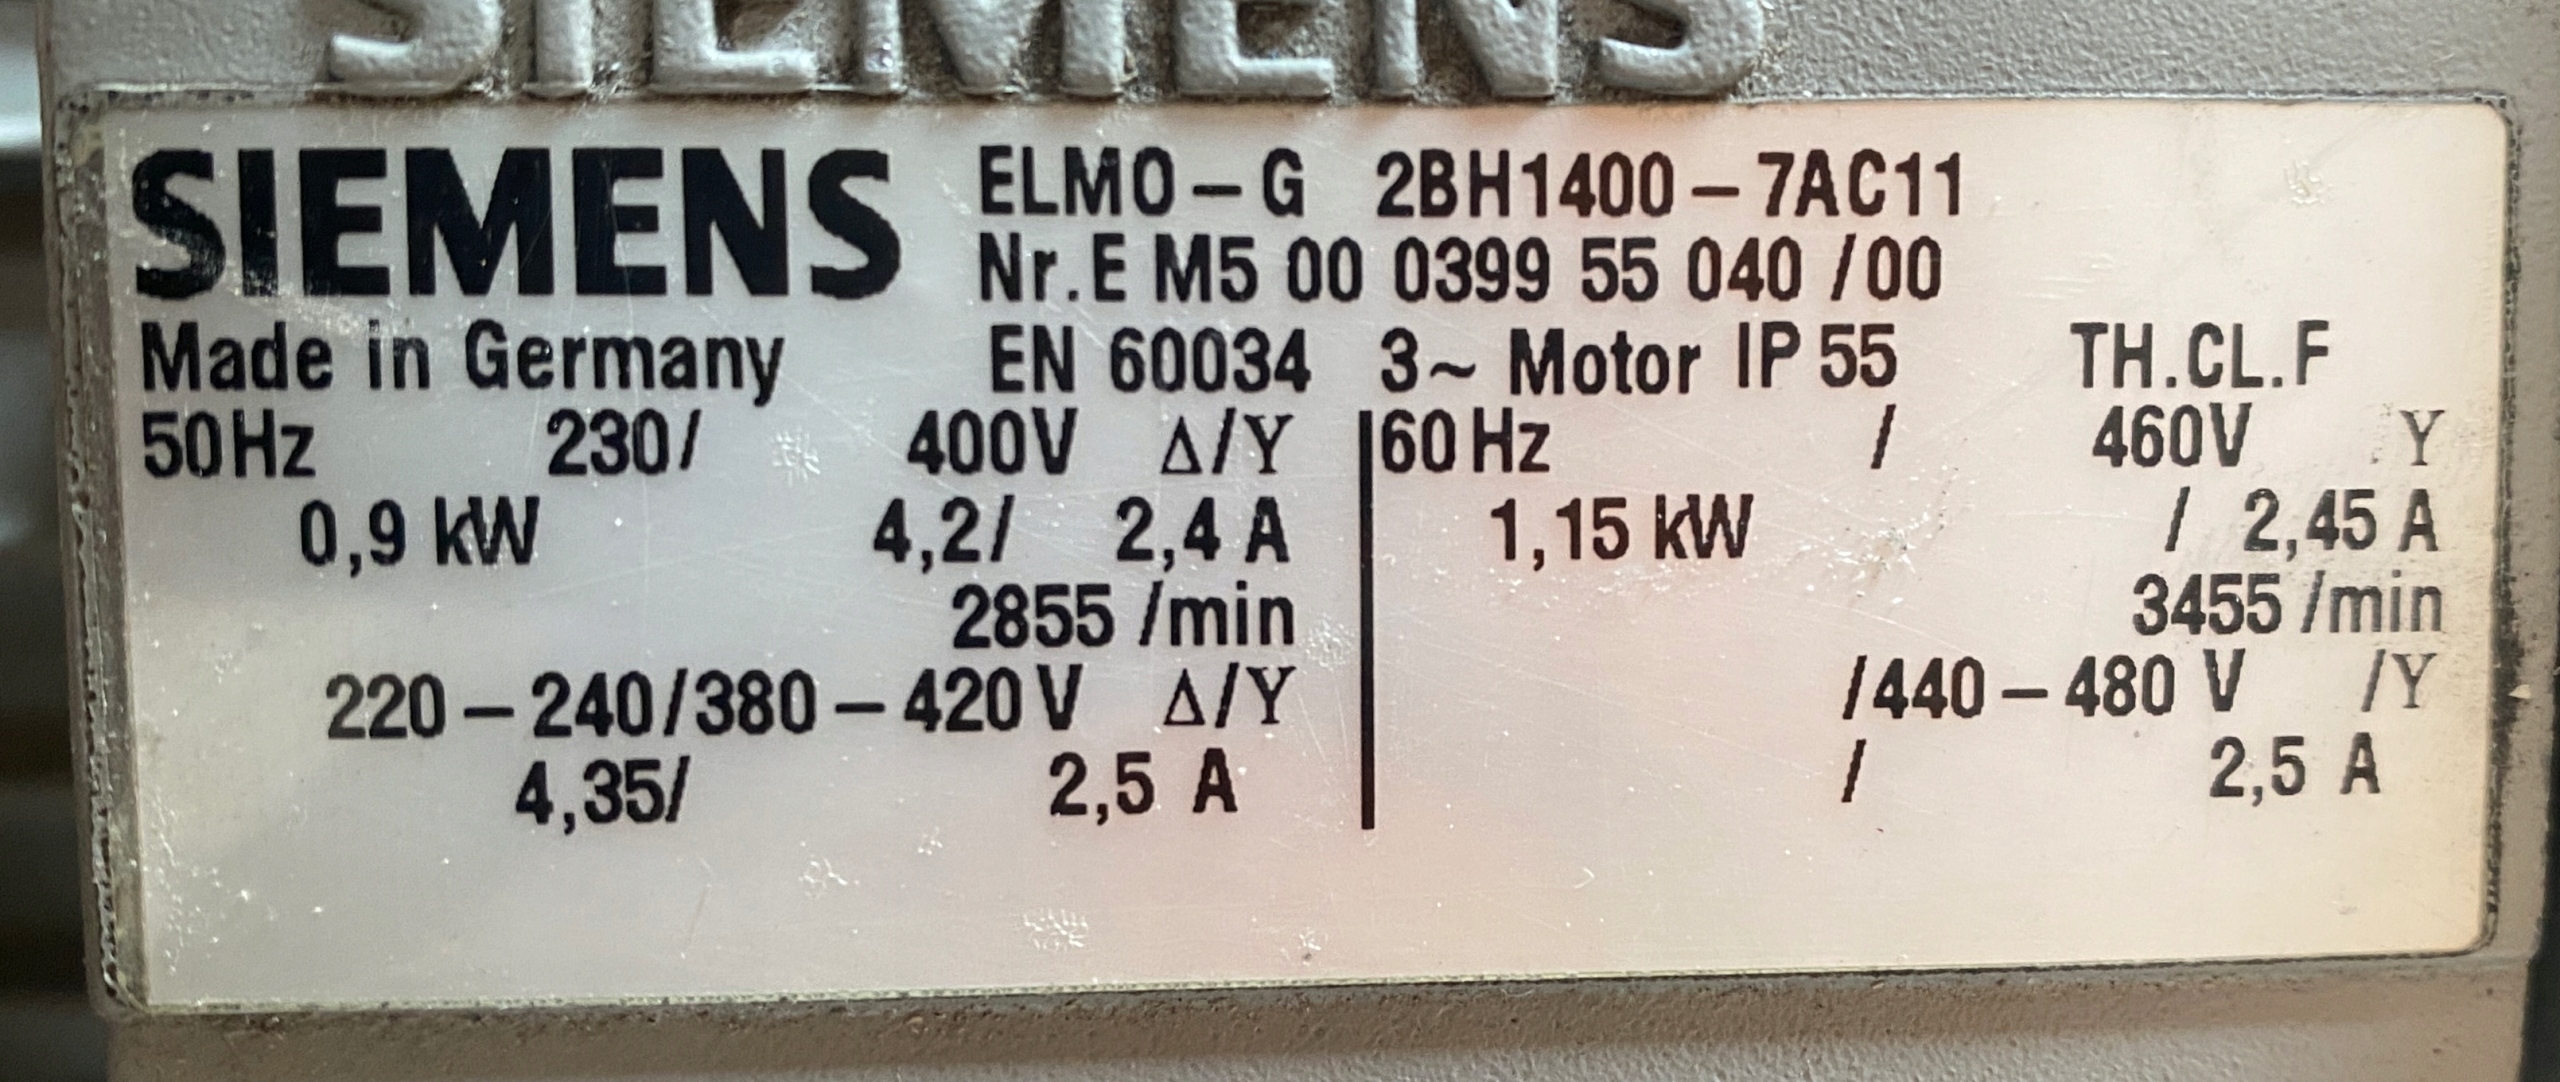 SIEMENS
SIEMENS ELMO-G 2BH1400-7AC11
Nr.E M5 00 0399 55 040 /00
Made in Germany EN 60034 3~ Motor IP 55 TH.CL.F
50Hz 230/ 400V Δ/Y 60Hz / 460V Y
0,9 kW 4,2/ 2,4 A 1,15 kW / 2,45 A
2855 /min 3455 /min
220-240/380-420V Δ/Y /440-480 V /Y
4,35/ 2,5 A / 2,5 A